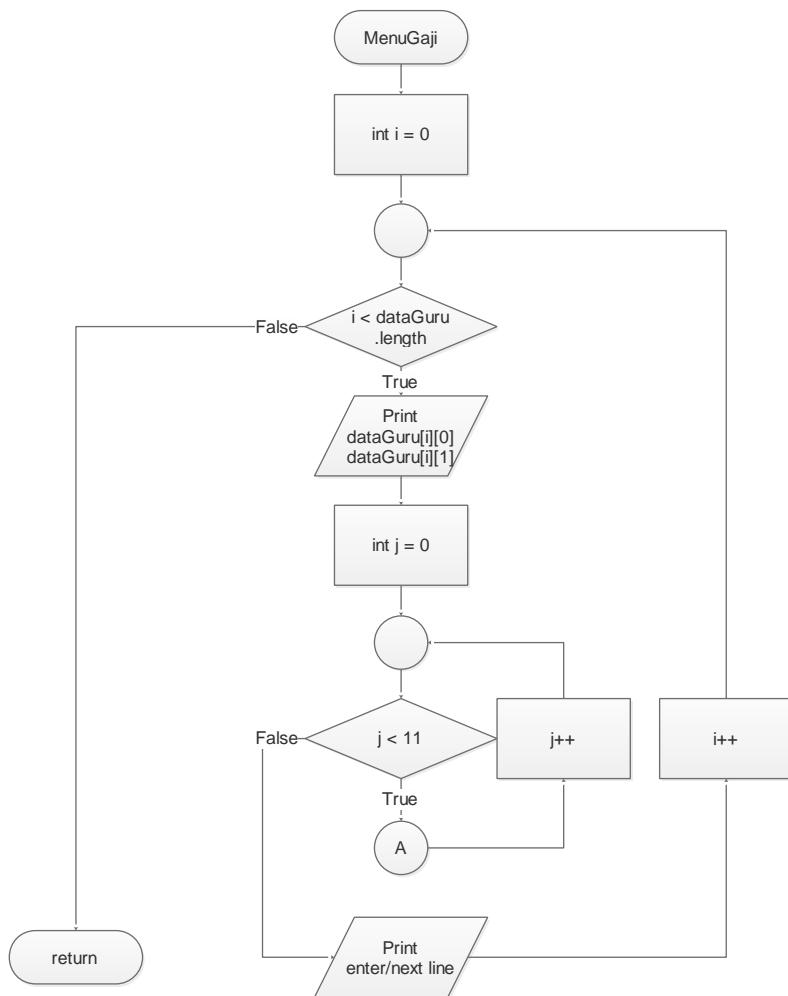 MenuGaji
int i = 0
i < dataGuru
.length
False
True
Print
dataGuru[i][0]
dataGuru[i][1]
int j = 0
False
j < 11
j++
i++
True
A
return
Print
enter/next line